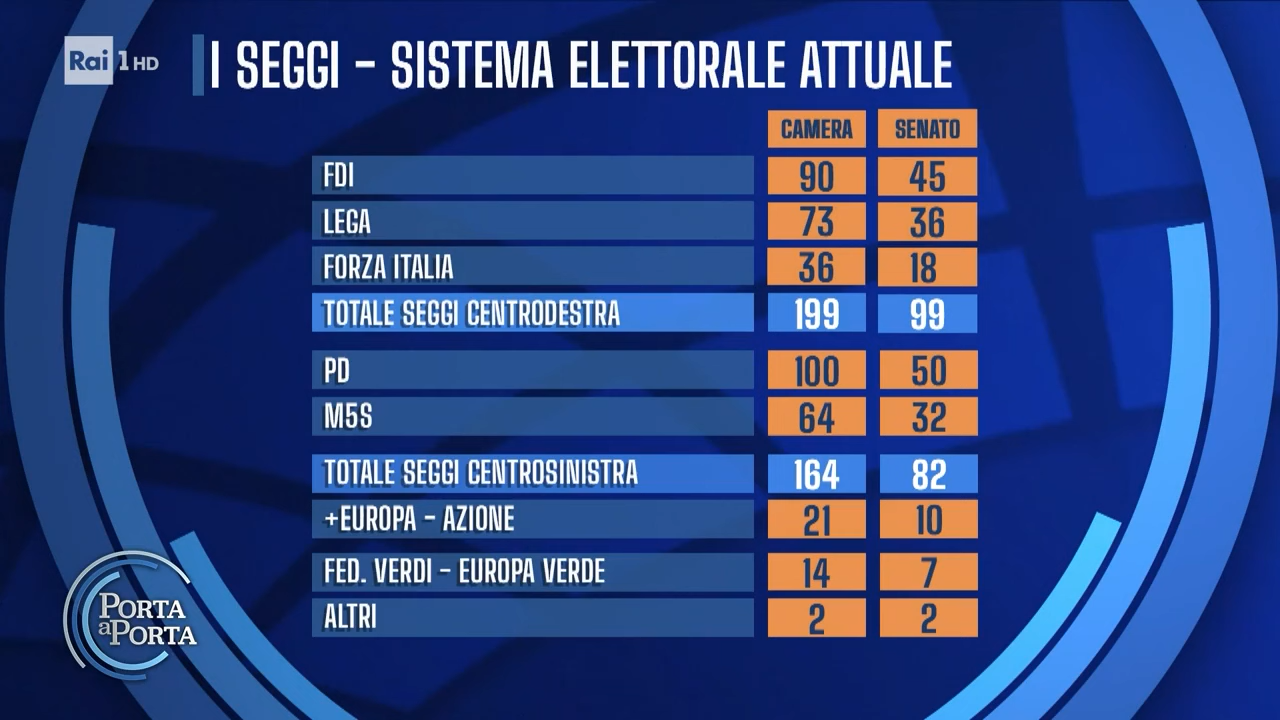 Rai 1 HD
I SEGGI - SISTEMA ELETTORALE ATTUALE
CAMERA SENATO
FDI 90 45
LEGA 73 36
FORZA ITALIA 36 18
TOTALE SEGGI CENTRODESTRA 199 99
PD 100 50
M5S 64 32
TOTALE SEGGI CENTROSINISTRA 164 82
+EUROPA - AZIONE 21 10
FED. VERDI - EUROPA VERDE 14 7
ALTRI 2 2
PORTA
a PORTA